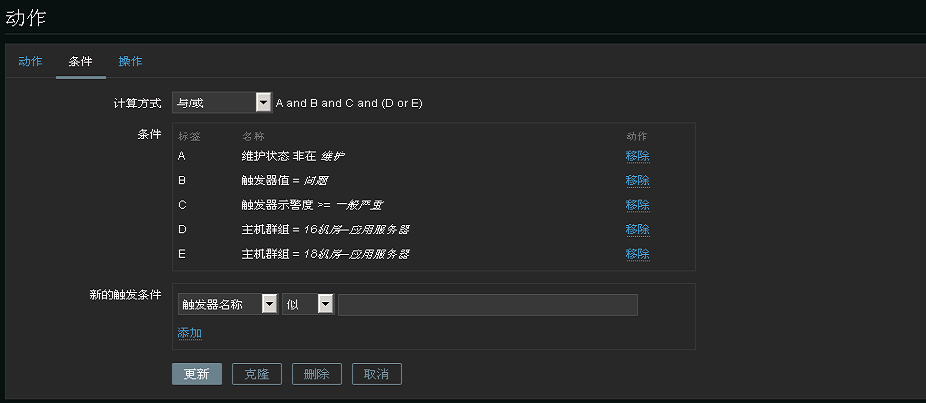 动作
动作 条件 操作
计算方式 与/或 A and B and C and (D or E)
条件 标签 名称 动作
A 维护状态 非在 维护 移除
B 触发器值 = 问题 移除
C 触发器示警度 >= 一般严重 移除
D 主机群组 = 16机房--应用服务器 移除
E 主机群组 = 18机房--应用服务器 移除
新的触发条件 触发器名称 似
添加
更新 克隆 删除 取消